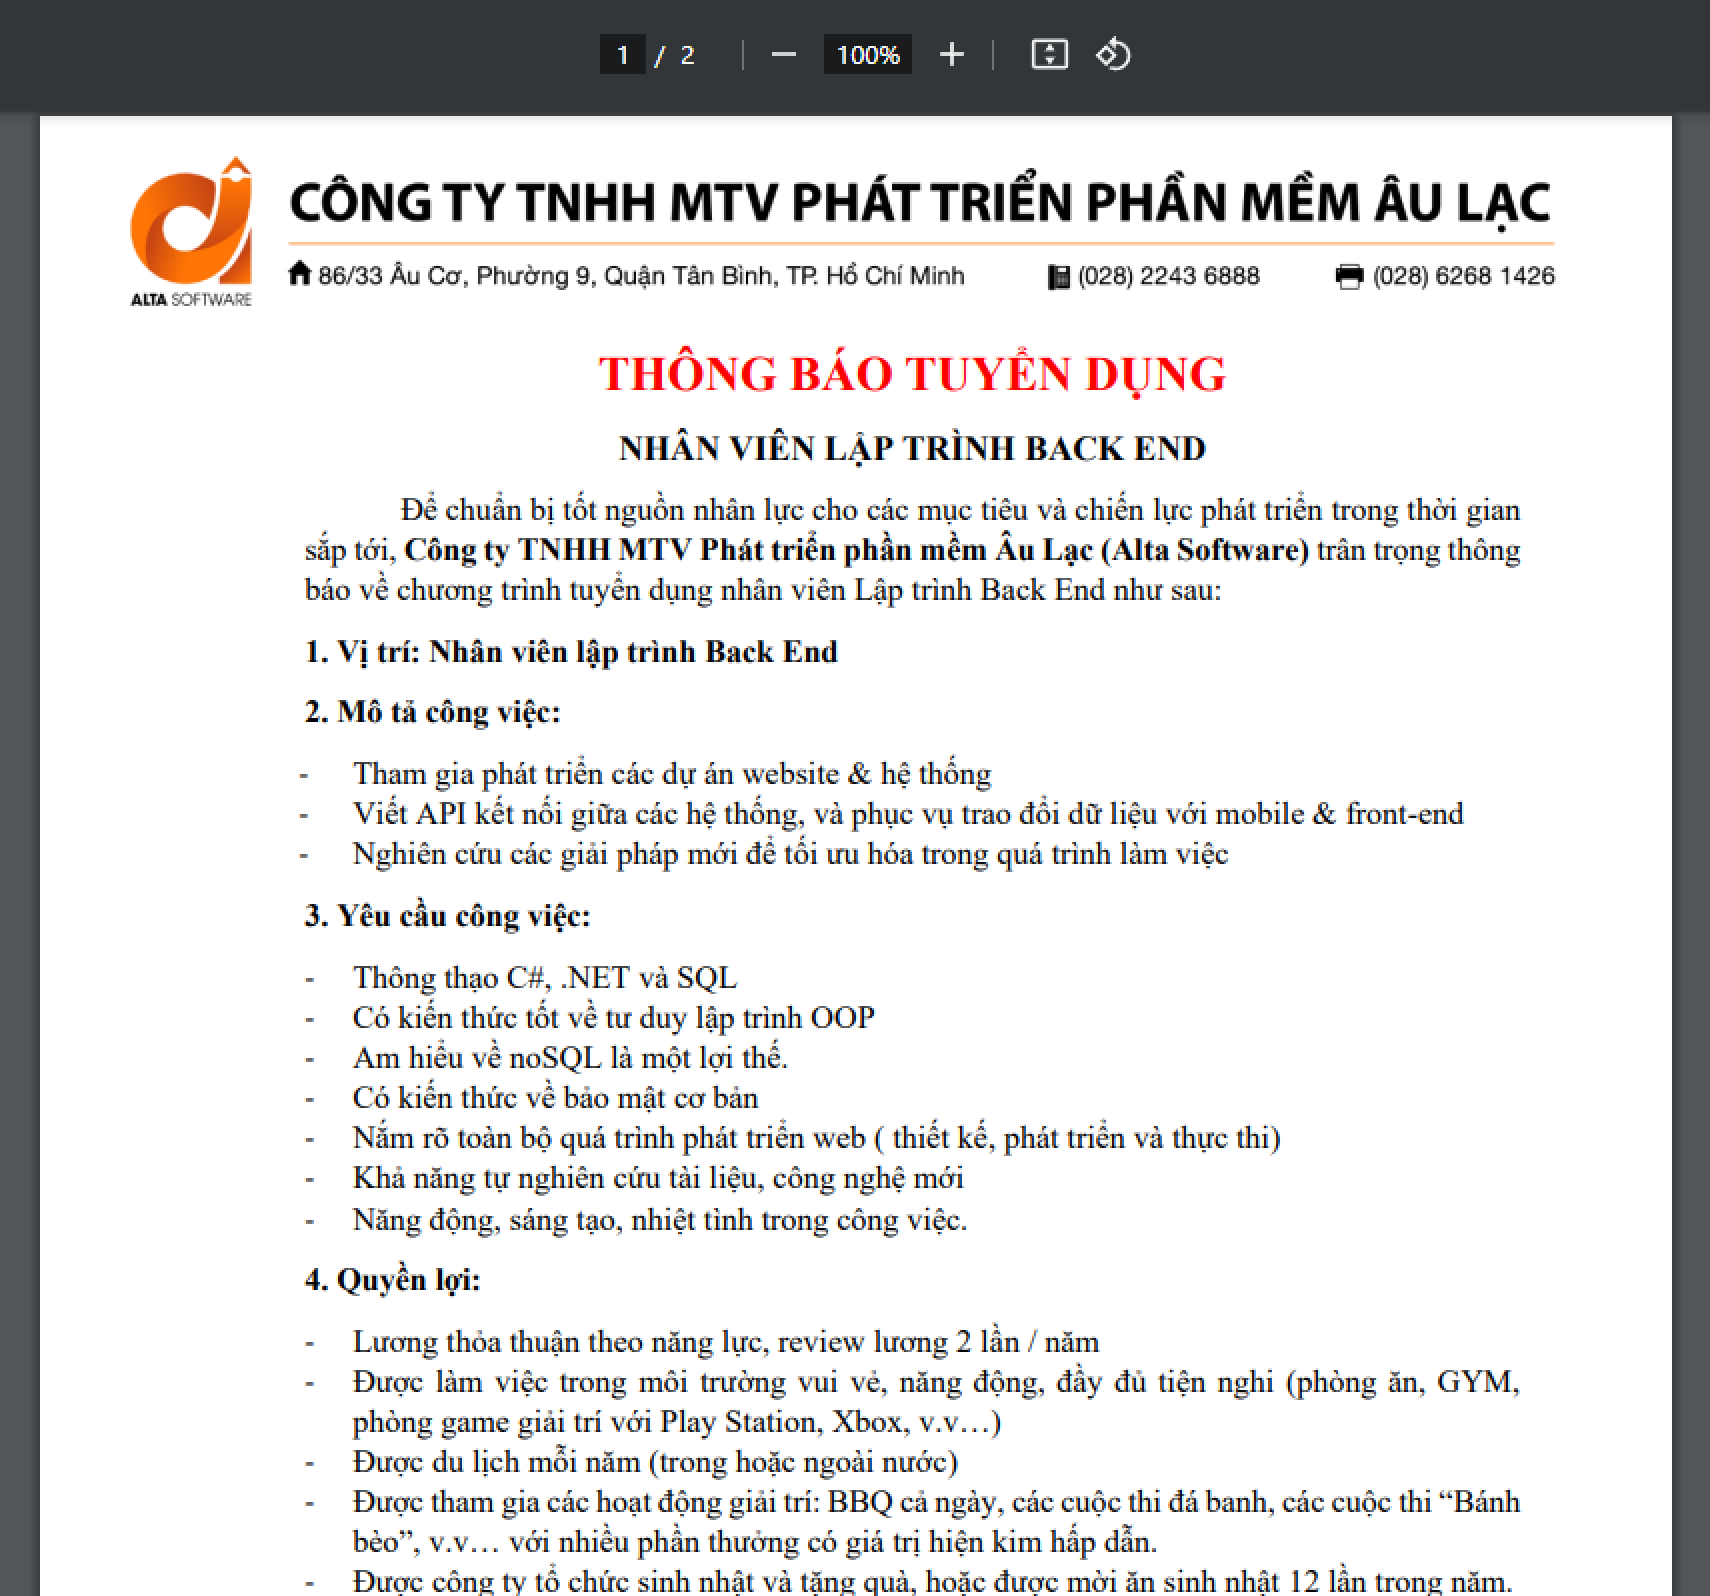 1 / 2 100%
CÔNG TY TNHH MTV PHÁT TRIỂN PHẦN MỀM ÂU LẠC
ALTA SOFTWARE
86/33 Âu Cơ, Phường 9, Quận Tân Bình, TP. Hồ Chí Minh (028) 2243 6888 (028) 6268 1426
THÔNG BÁO TUYỂN DỤNG
NHÂN VIÊN LẬP TRÌNH BACK END
Để chuẩn bị tốt nguồn nhân lực cho các mục tiêu và chiến lực phát triển trong thời gian
sắp tới, Công ty TNHH MTV Phát triển phần mềm Âu Lạc (Alta Software) trân trọng thông
báo về chương trình tuyển dụng nhân viên Lập trình Back End như sau:
1. Vị trí: Nhân viên lập trình Back End
2. Mô tả công việc:
- Tham gia phát triển các dự án website & hệ thống
- Viết API kết nối giữa các hệ thống, và phục vụ trao đổi dữ liệu với mobile & front-end
- Nghiên cứu các giải pháp mới để tối ưu hóa trong quá trình làm việc
3. Yêu cầu công việc:
- Thông thạo C#, .NET và SQL
- Có kiến thức tốt về tư duy lập trình OOP
- Am hiểu về noSQL là một lợi thế.
- Có kiến thức về bảo mật cơ bản
- Nắm rõ toàn bộ quá trình phát triển web ( thiết kế, phát triển và thực thi)
- Khả năng tự nghiên cứu tài liệu, công nghệ mới
- Năng động, sáng tạo, nhiệt tình trong công việc.
4. Quyền lợi:
- Lương thỏa thuận theo năng lực, review lương 2 lần / năm
- Được làm việc trong môi trường vui vẻ, năng động, đầy đủ tiện nghi (phòng ăn, GYM,
phòng game giải trí với Play Station, Xbox, v.v…)
- Được du lịch mỗi năm (trong hoặc ngoài nước)
- Được tham gia các hoạt động giải trí: BBQ cả ngày, các cuộc thi đá banh, các cuộc thi “Bánh
bèo”, v.v… với nhiều phần thưởng có giá trị hiện kim hấp dẫn.
- Được công ty tổ chức sinh nhật và tặng quà, hoặc được mời ăn sinh nhật 12 lần trong năm.